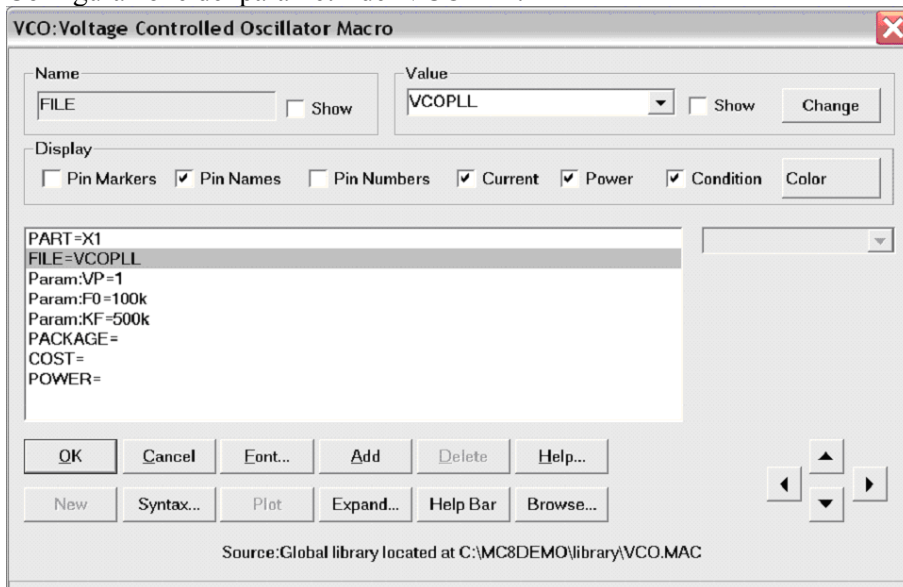 VCO:Voltage Controlled Oscillator Macro
Name
FILE
Show
Value
VCOPLL
Show
Change
Display
Pin Markers
Pin Names
Pin Numbers
Current
Power
Condition
Color
PART=X1
FILE=VCOPLL
Param:VP=1
Param:F0=100k
Param:KF=500k
PACKAGE=
COST=
POWER=
OK
Cancel
Font...
Add
Delete
Help...
New
Syntax...
Plot
Expand...
Help Bar
Browse...
Source:Global library located at C:\MC8DEMO\library\VCO.MAC